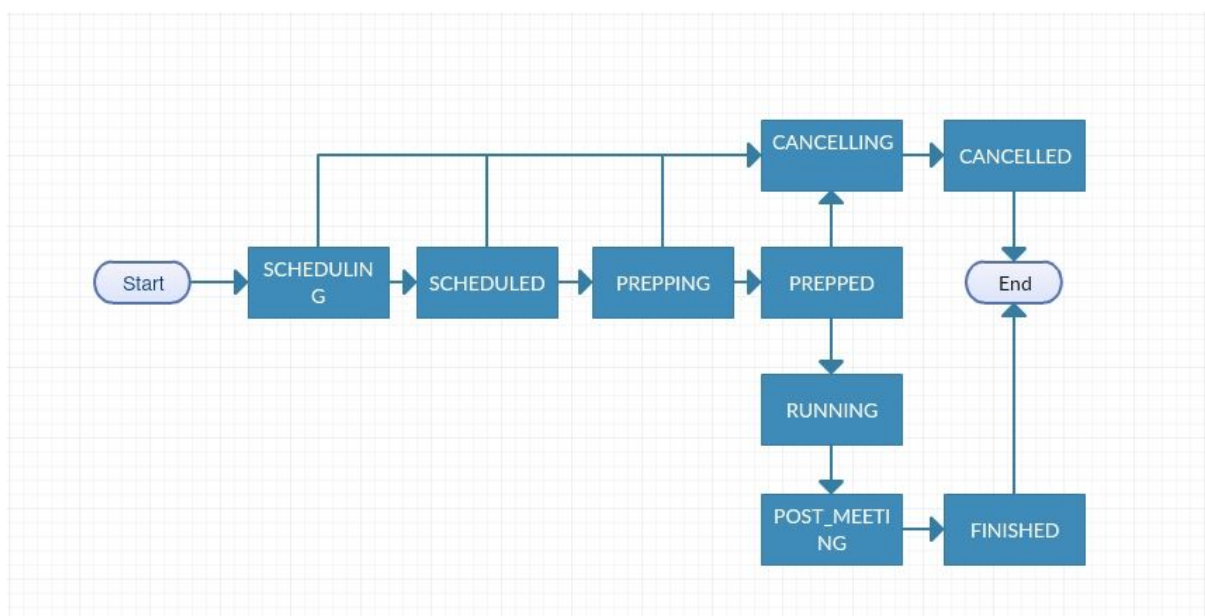 CANCELLING
CANCELLED
Start
SCHEDULIN
G
SCHEDULED
PREPPING
PREPPED
End
RUNNING
POST_MEETI
NG
FINISHED